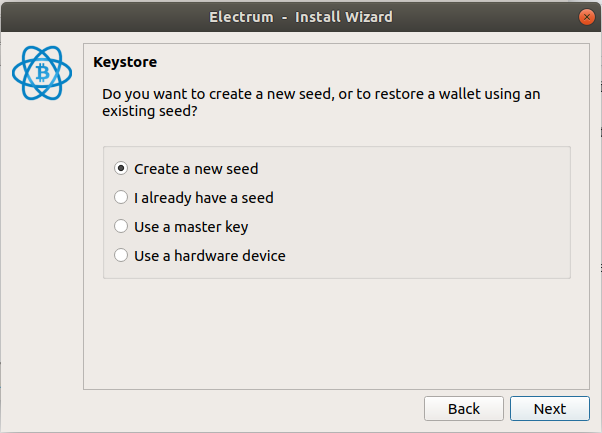 Electrum - Install Wizard
Keystore
Do you want to create a new seed, or to restore a wallet using an
existing seed?
Create a new seed
I already have a seed
Use a master key
Use a hardware device
Back
Next